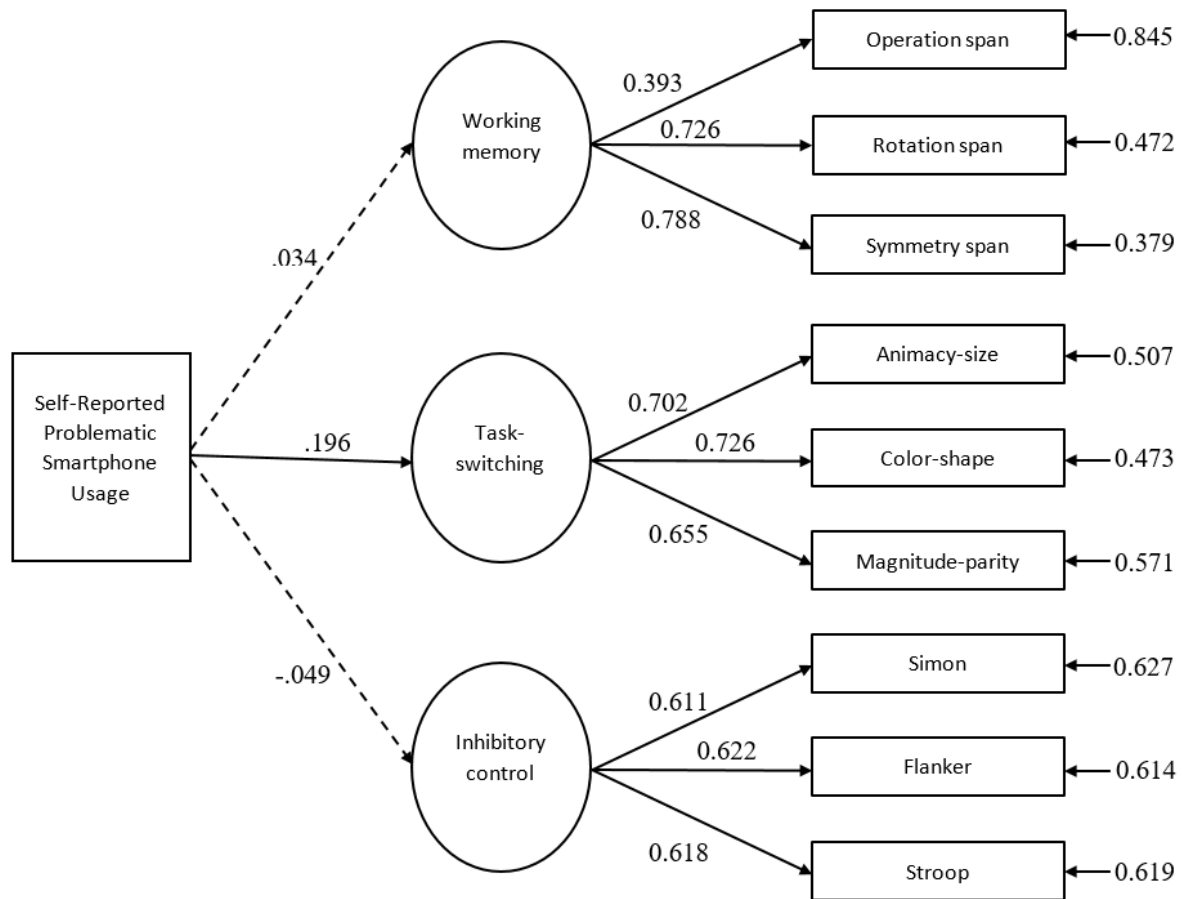 Operation span
0.845
0.393
Working
memory
0.726
Rotation span
0.472
0.788
Symmetry span
0.379
.034
Self-Reported
Problematic
Smartphone
Usage
.196
Task-
switching
0.702
Animacy-size
0.507
0.726
Color-shape
0.473
0.655
Magnitude-parity
0.571
-.049
Inhibitory
control
0.611
Simon
0.627
0.622
Flanker
0.614
0.618
Stroop
0.619